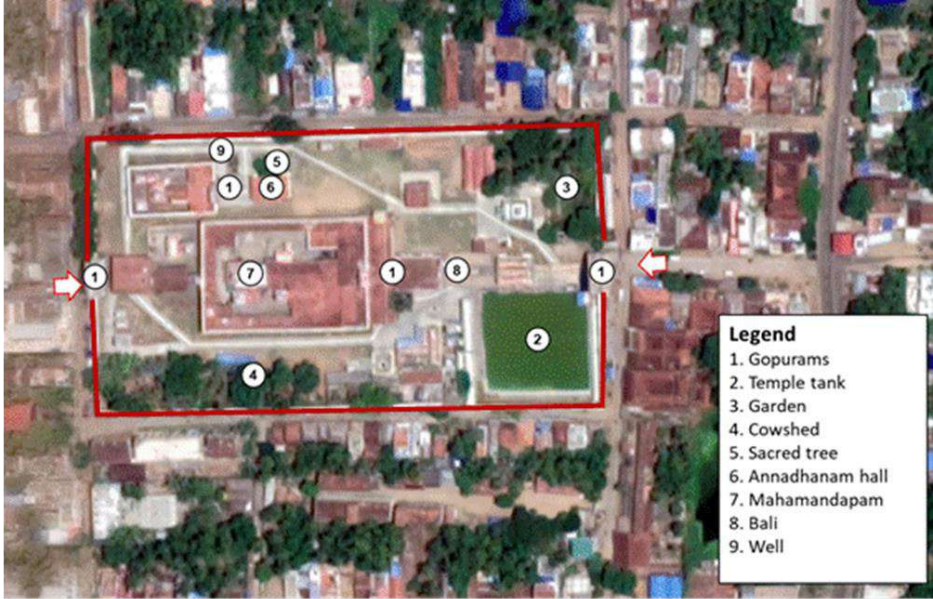 9
5
1
6
3
1
7
1
8
1
2
4
Legend
1. Gopurams
2. Temple tank
3. Garden
4. Cowshed
5. Sacred tree
6. Annadhanam hall
7. Mahamandapam
8. Bali
9. Well